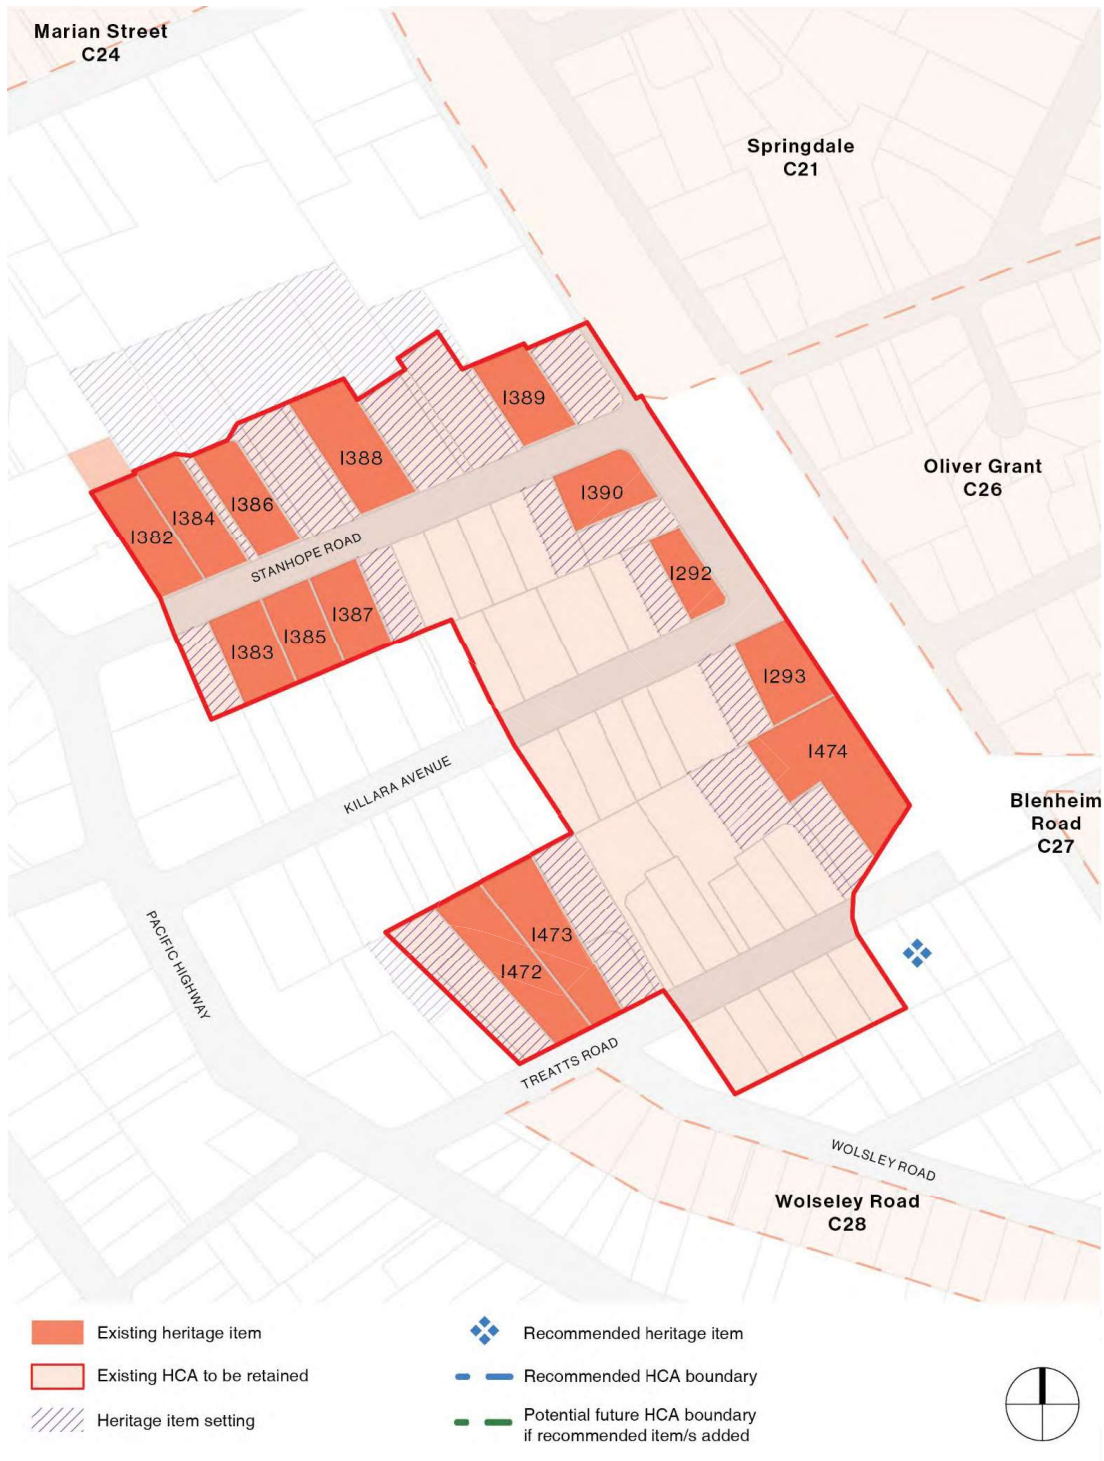 Marian Street
C24
Springdale
C21
I389
I388
I390
I386
I384
I382
Oliver Grant
C26
STANHOPE ROAD
I292
I387
I385
I383
I293
I474
KILLARA AVENUE
Blenheim
Road
C27
I473
I472
PACIFIC HIGHWAY
TREATTS ROAD
WOLSLEY ROAD
Wolseley Road
C28
Existing heritage item
Existing HCA to be retained
Heritage item setting
Recommended heritage item
Recommended HCA boundary
Potential future HCA boundary
if recommended item/s added